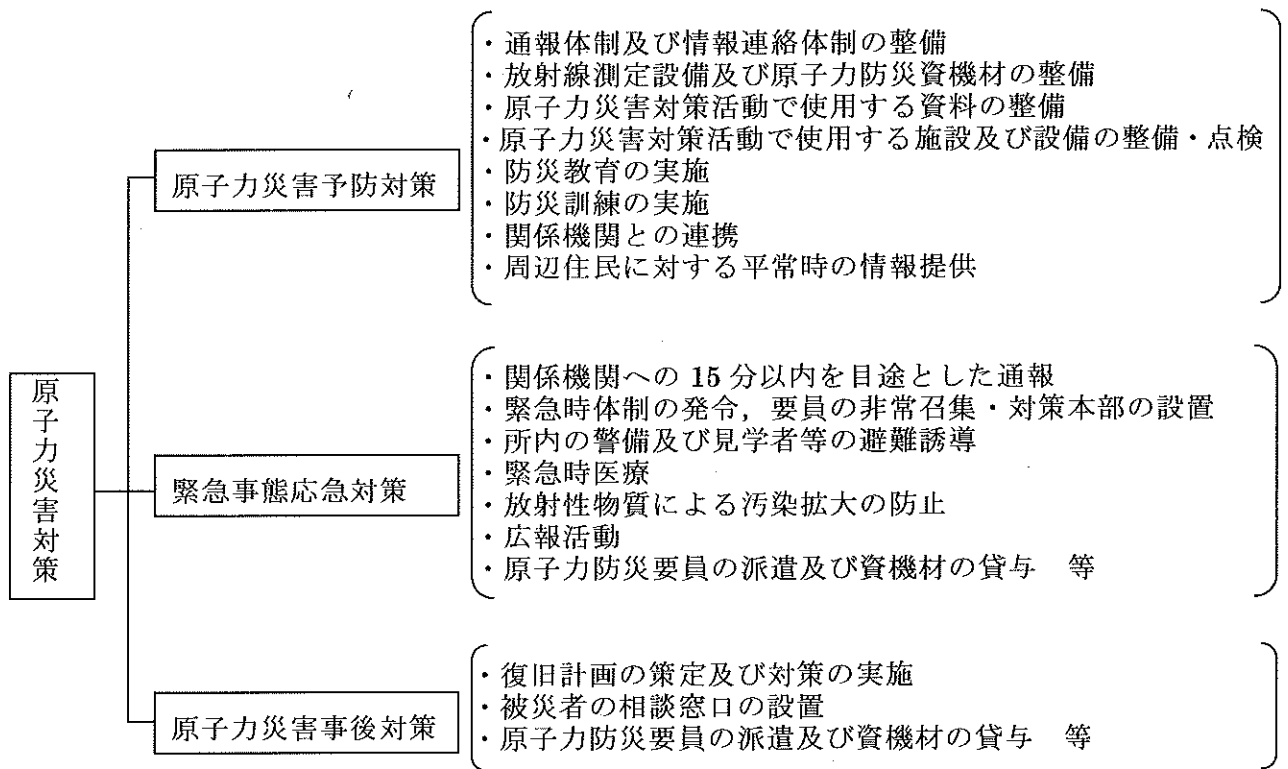 原子力災害対策
原子力災害予防対策
・通報体制及び情報連絡体制の整備
・放射線測定設備及び原子力防災資機材の整備
・原子力災害対策活動で使用する資料の整備
・原子力災害対策活動で使用する施設及び設備の整備・点検
・防災教育の実施
・防災訓練の実施
・関係機関との連携
・周辺住民に対する平常時の情報提供
緊急事態応急対策
・関係機関への 15 分以内を目途とした通報
・緊急時体制の発令，要員の非常召集・対策本部の設置
・所内の警備及び見学者等の避難誘導
・緊急時医療
・放射性物質による汚染拡大の防止
・広報活動
・原子力防災要員の派遣及び資機材の貸与　等
原子力災害事後対策
・復旧計画の策定及び対策の実施
・被災者の相談窓口の設置
・原子力防災要員の派遣及び資機材の貸与　等